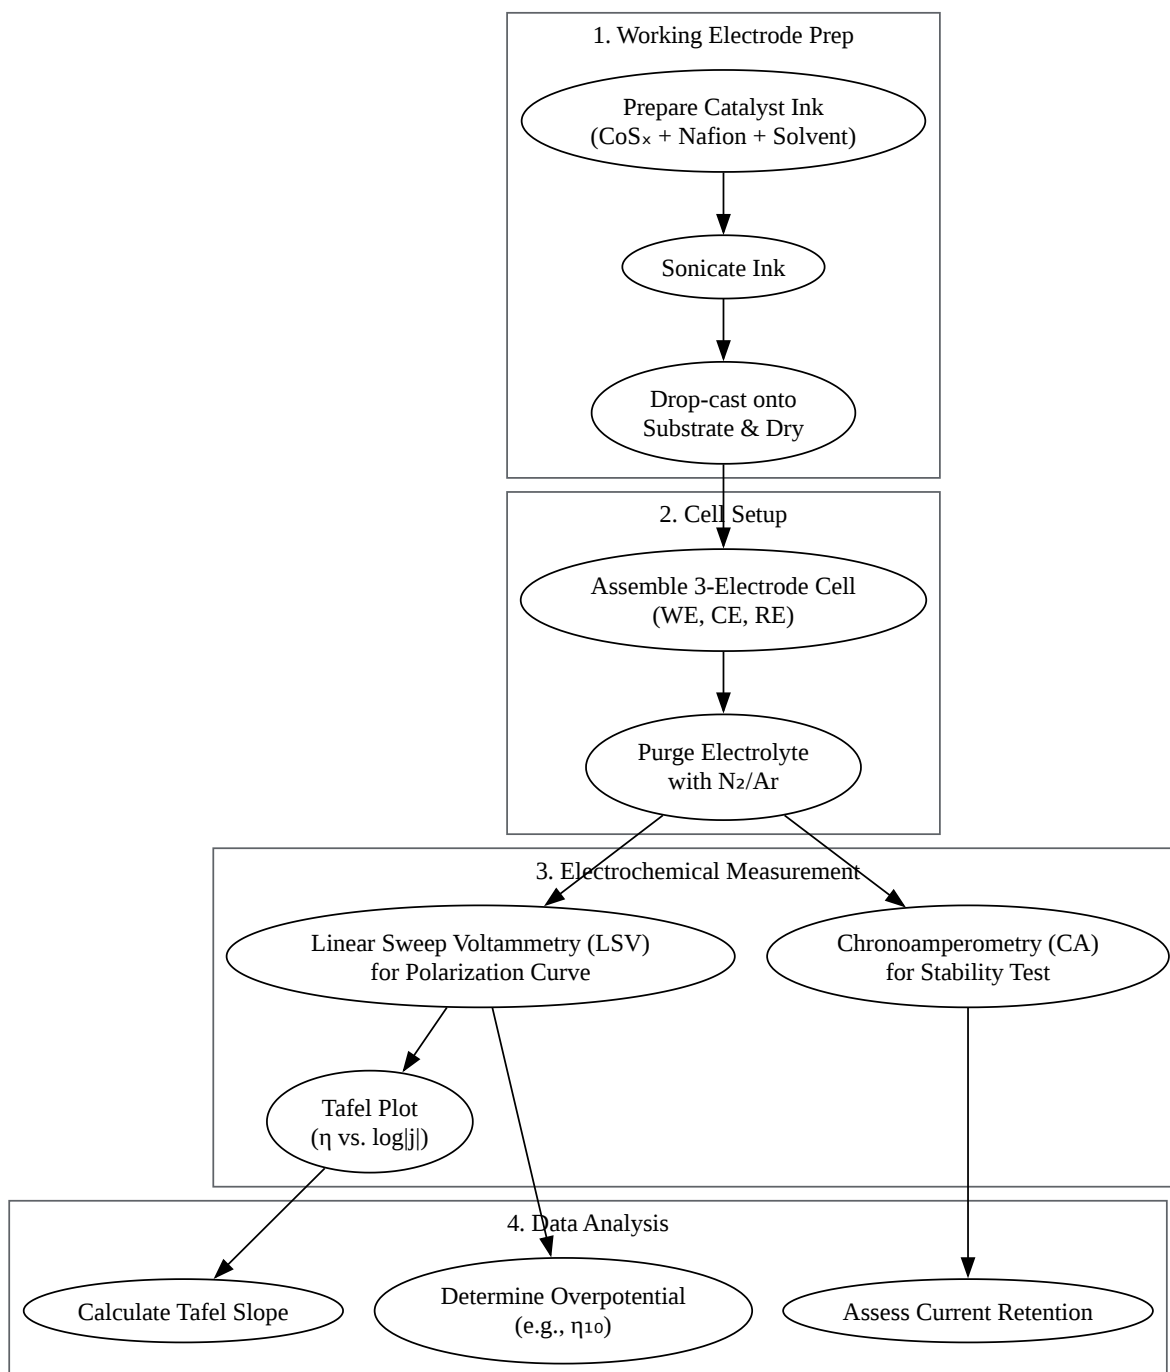 1. Working Electrode Prep
Prepare Catalyst Ink
(CoSₓ + Nafion + Solvent)
Sonicate Ink
Drop-cast onto
Substrate & Dry
2. Cell Setup
Assemble 3-Electrode Cell
(WE, CE, RE)
Purge Electrolyte
with N₂/Ar
3. Electrochemical Measurement
Linear Sweep Voltammetry (LSV)
for Polarization Curve
Chronoamperometry (CA)
for Stability Test
Tafel Plot
(η vs. log|j|)
4. Data Analysis
Calculate Tafel Slope
Determine Overpotential
(e.g., η₁₀)
Assess Current Retention